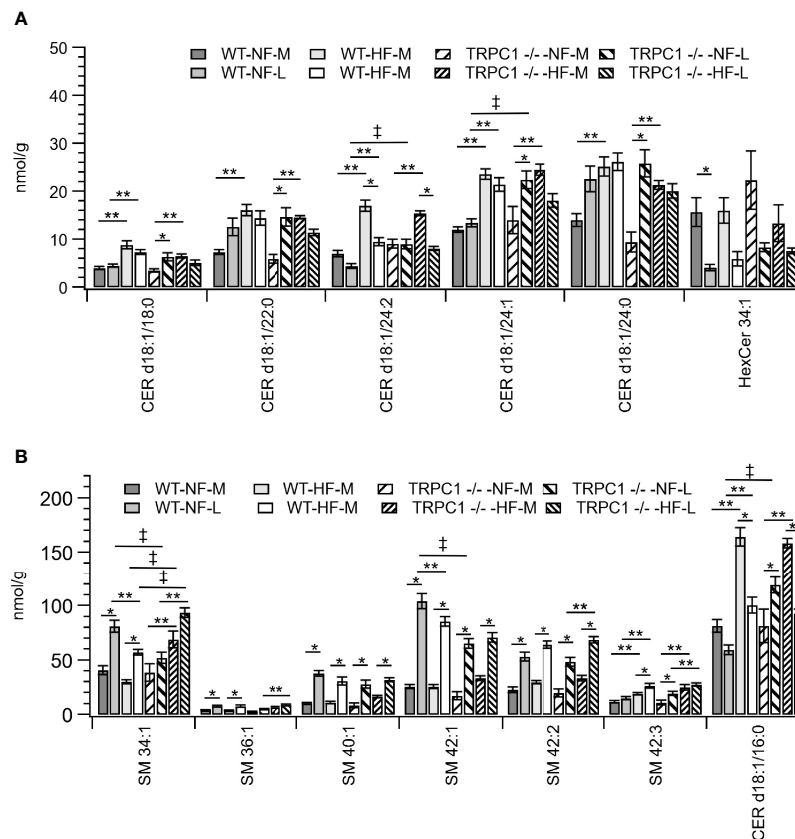 A
50
40
30
20
10
0
nmol/g
WT-NF-M WT-HF-M TRPC1 -/- -NF-M TRPC1 -/- -NF-L
WT-NF-L WT-HF-M TRPC1 -/- -HF-M TRPC1 -/- -HF-L
** ** * **
** * **
** ** * ‡ ** *
** ** ‡ * **
** * **
*
CER d18:1/18:0
CER d18:1/22:0
CER d18:1/24:2
CER d18:1/24:1
CER d18:1/24:0
HexCer 34:1
B
200
150
100
50
0
nmol/g
WT-NF-M WT-HF-M TRPC1 -/- -NF-M TRPC1 -/- -NF-L
WT-NF-L WT-HF-M TRPC1 -/- -HF-M TRPC1 -/- -HF-L
* ** * ‡ ‡ ‡ ** **
* * **
* * * *
* ** * ‡ * *
* * * ** *
** ** * * ** **
** ** * ‡ * ** *
SM 34:1
SM 36:1
SM 40:1
SM 42:1
SM 42:2
SM 42:3
CER d18:1/16:0